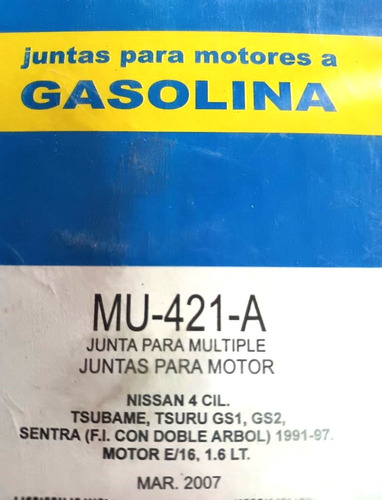 juntas para motores a
GASOLINA
MU-421-A
JUNTA PARA MULTIPLE
JUNTAS PARA MOTOR
NISSAN 4 CIL.
TSUBAME, TSURU GS1, GS2,
SENTRA (F.I. CON DOBLE ARBOL) 1991-97.
MOTOR E/16, 1.6 LT.
MAR. 2007